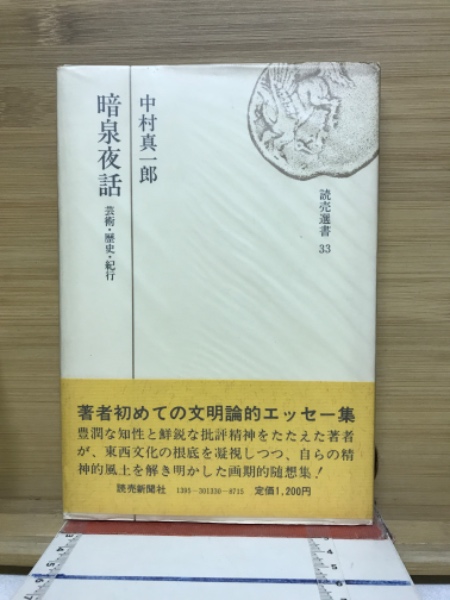 中村真一郎
暗泉夜話
芸術・歴史・紀行
読売選書 33
著者初めての文明論的エッセー集
豊潤な知性と鮮鋭な批評精神をたたえた著者
が、東西文化の根底を凝視しつつ、自らの精
神的風土を解き明かした画期的随想集!
読売新聞社 1395-301330-8715 定価1,200円